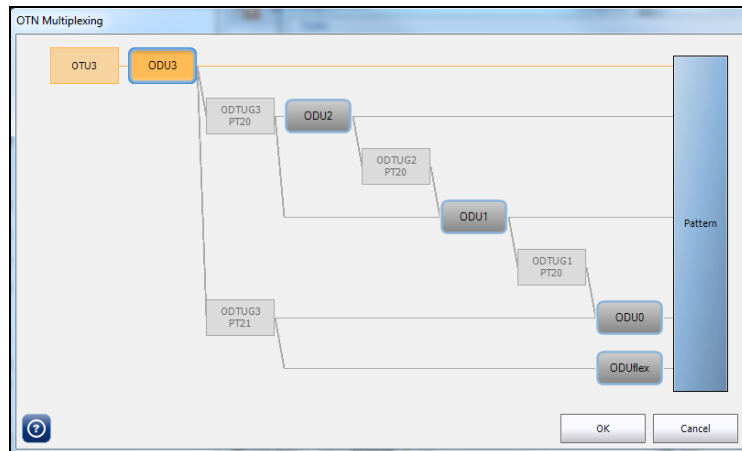 OTN Multiplexing
OTU3
ODU3
ODTUG3
PT20
ODU2
ODTUG2
PT20
ODU1
Pattern
ODTUG1
PT20
ODTUG3
PT21
ODU0
ODUflex
?
OK
Cancel